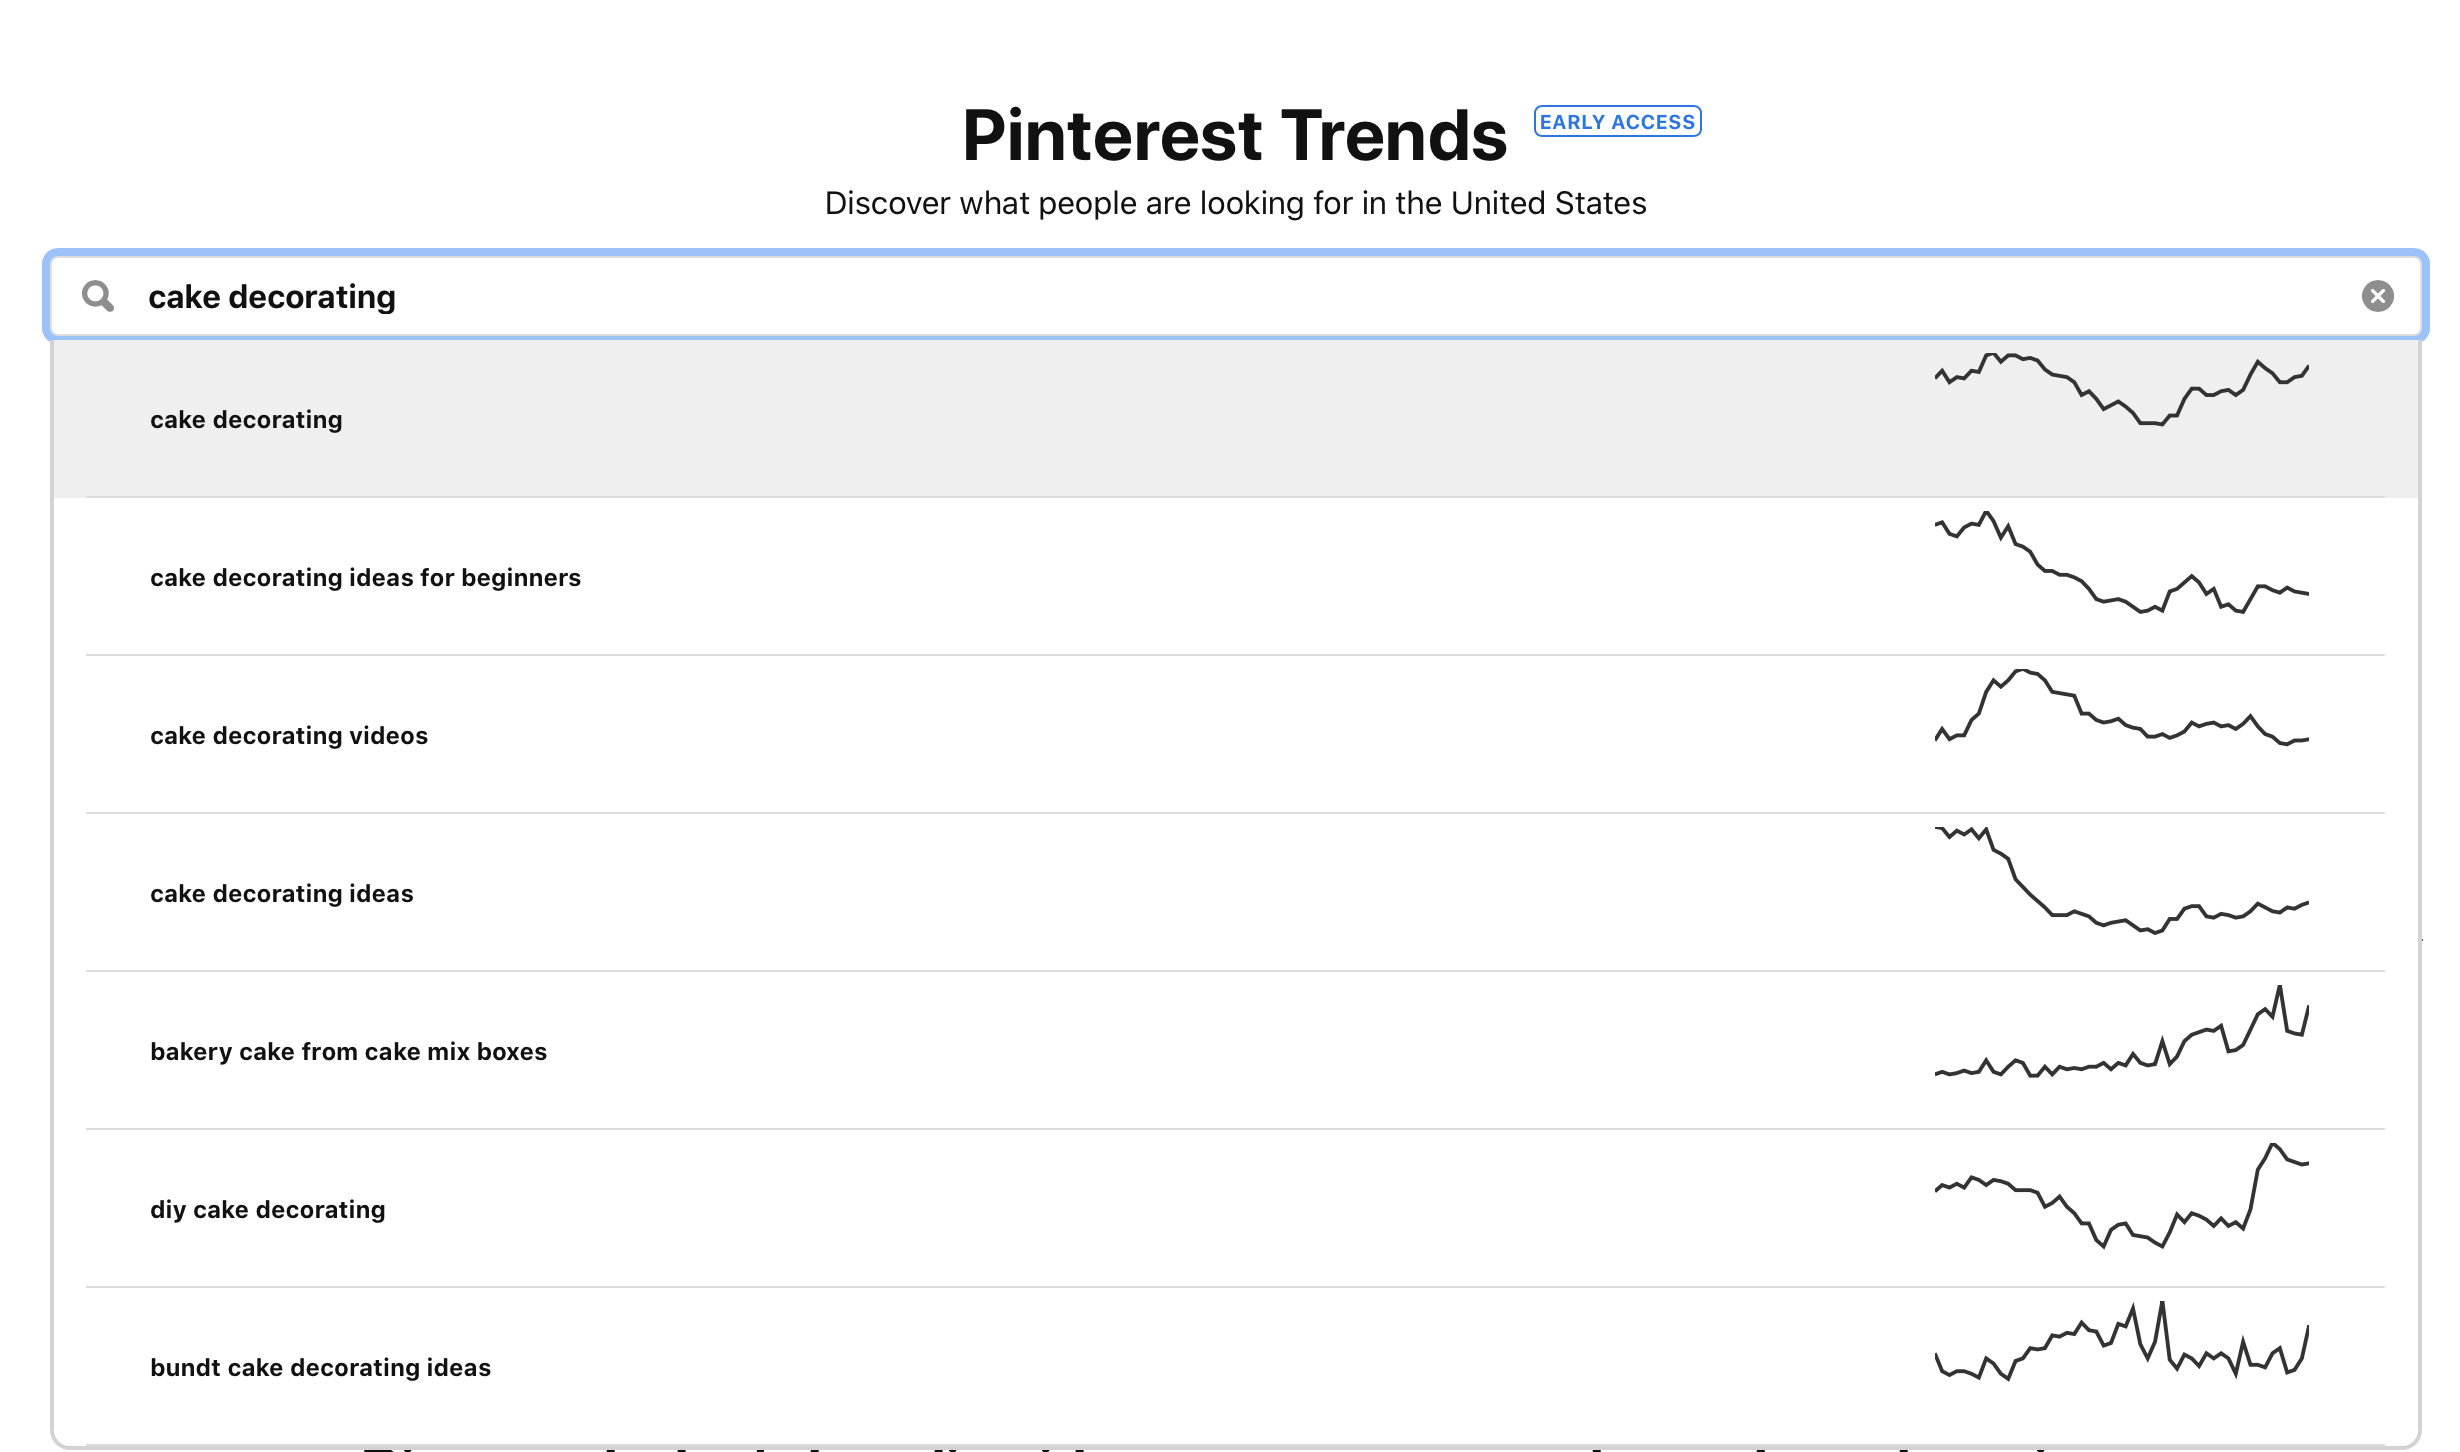 Pinterest Trends EARLY ACCESS
Discover what people are looking for in the United States
cake decorating
cake decorating
cake decorating ideas for beginners
cake decorating videos
cake decorating ideas
bakery cake from cake mix boxes
diy cake decorating
bundt cake decorating ideas